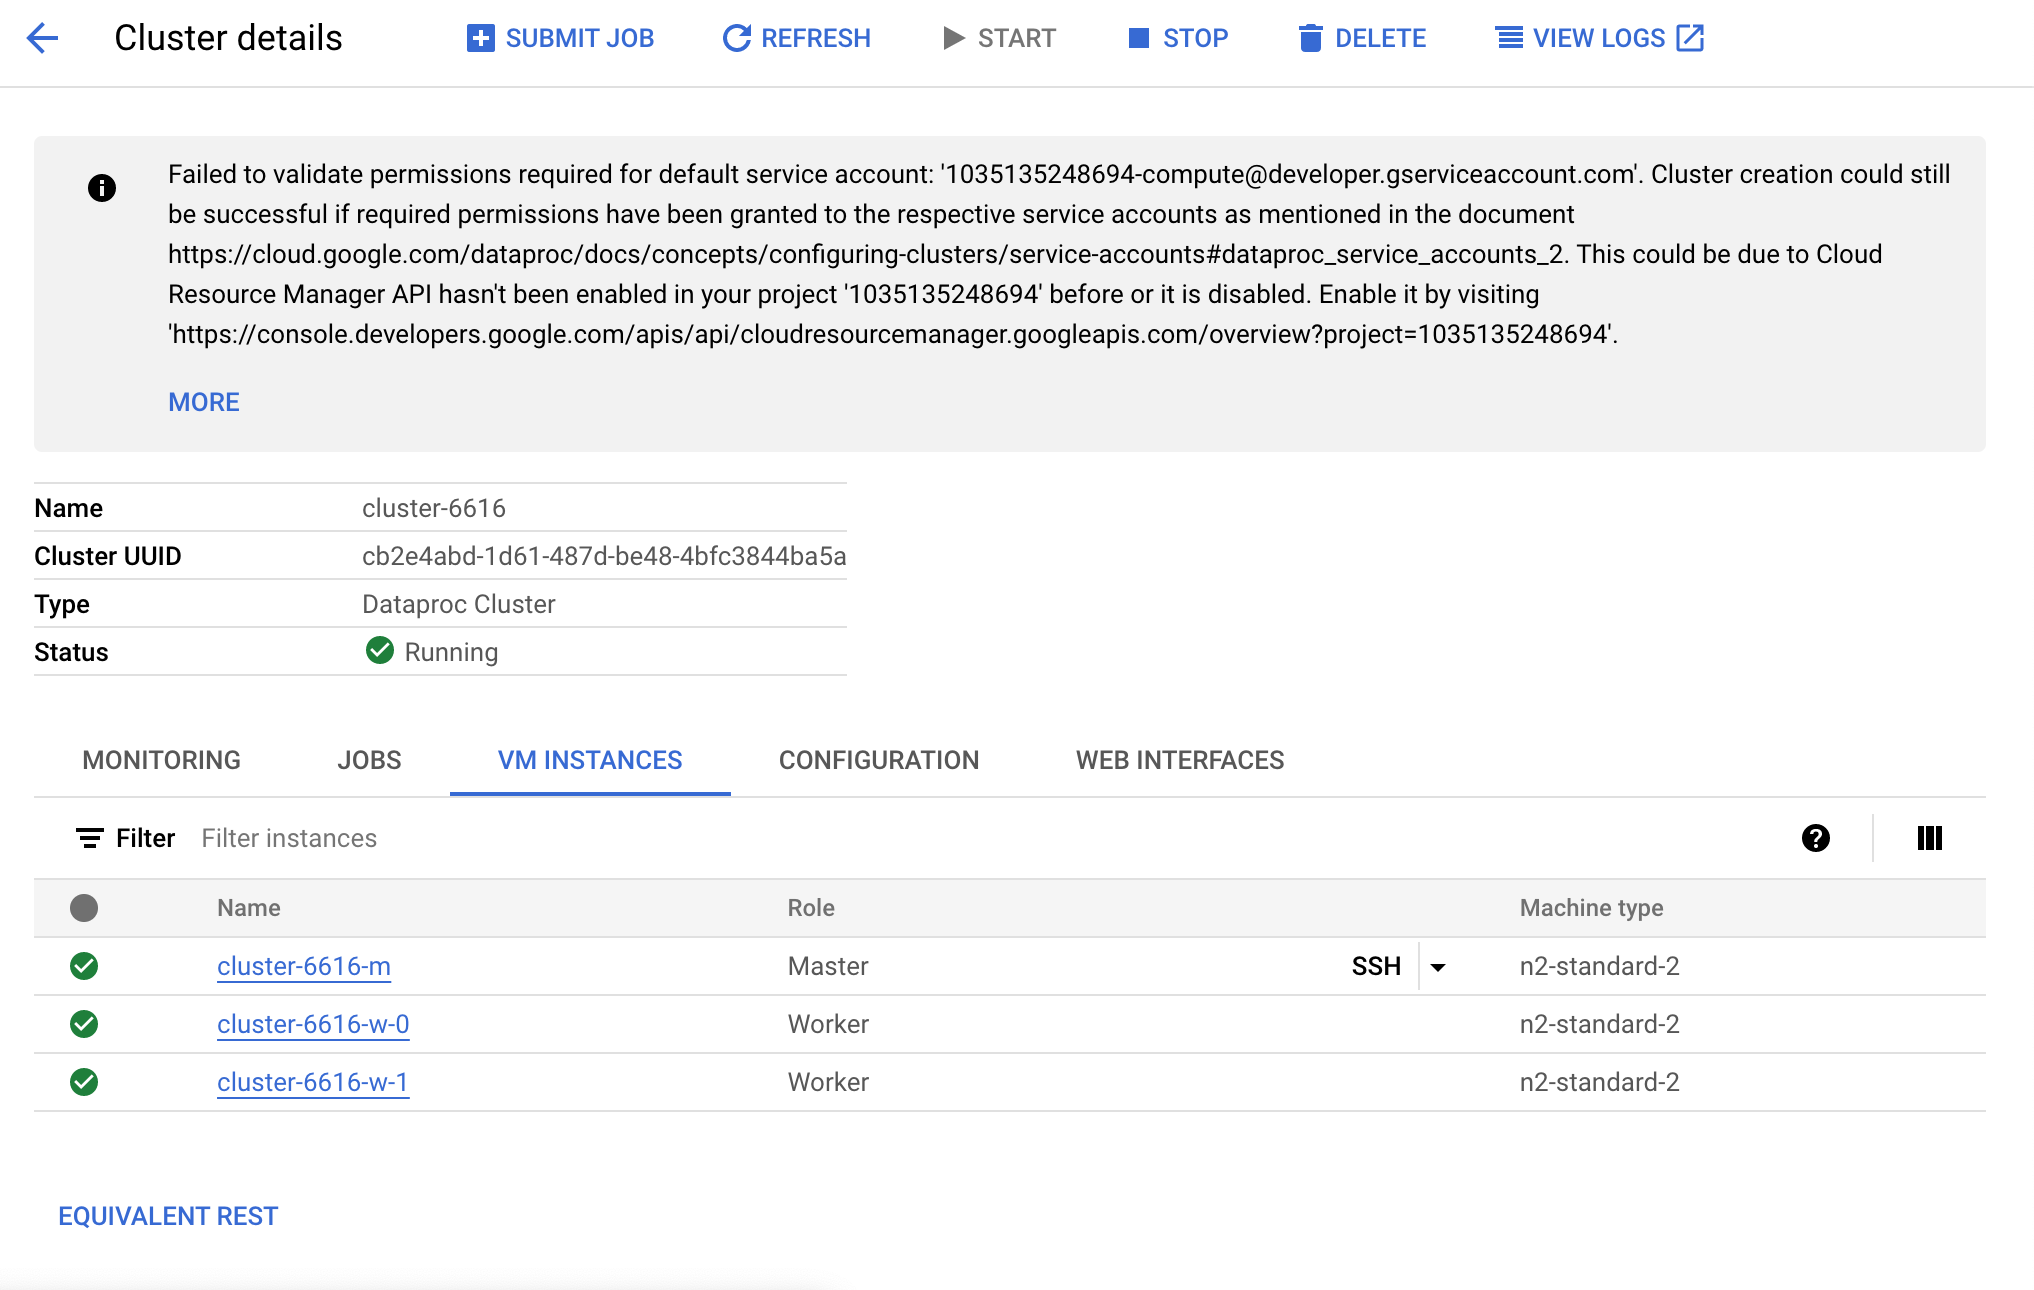 Cluster details SUBMIT JOB REFRESH START STOP DELETE VIEW LOGS
Failed to validate permissions required for default service account: '1035135248694-compute@developer.gserviceaccount.com'. Cluster creation could still
be successful if required permissions have been granted to the respective service accounts as mentioned in the document
https://cloud.google.com/dataproc/docs/concepts/configuring-clusters/service-accounts#dataproc_service_accounts_2. This could be due to Cloud
Resource Manager API hasn't been enabled in your project '1035135248694' before or it is disabled. Enable it by visiting
'https://console.developers.google.com/apis/api/cloudresourcemanager.googleapis.com/overview?project=1035135248694'.
MORE
Name cluster-6616
Cluster UUID cb2e4abd-1d61-487d-be48-4bfc3844ba5a
Type Dataproc Cluster
Status Running
MONITORING JOBS VM INSTANCES CONFIGURATION WEB INTERFACES
Filter Filter instances
Name Role Machine type
cluster-6616-m Master SSH n2-standard-2
cluster-6616-w-0 Worker n2-standard-2
cluster-6616-w-1 Worker n2-standard-2
EQUIVALENT REST